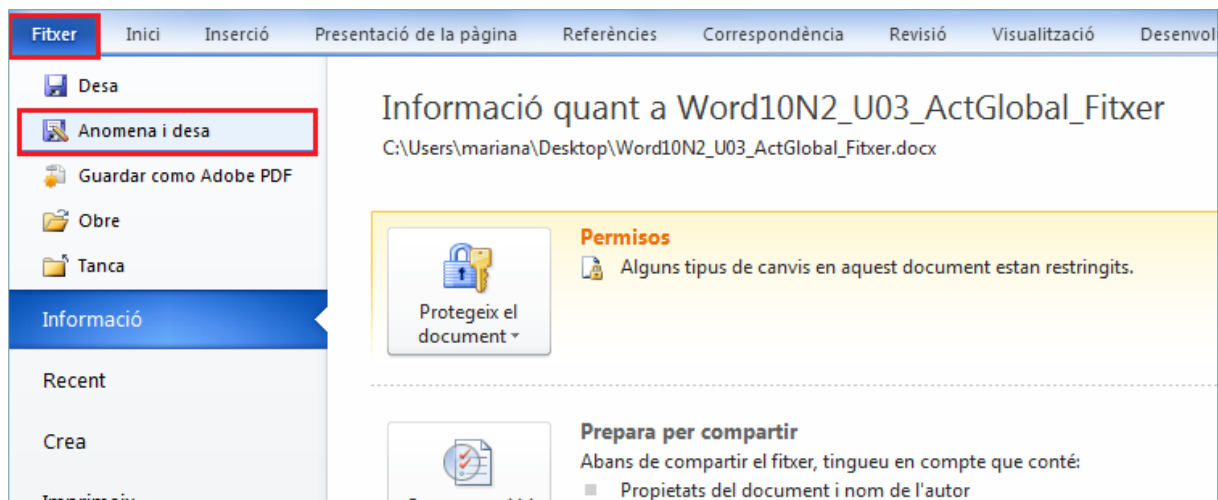 Fitxer Inici Inserció Presentació de la pàgina Referències Correspondència Revisió Visualització
Desa
Anomena i desa
Guardar como Adobe PDF
Obre
Tanca
Informació
Recent
Crea
Informació quant a Word10N2_U03_ActGlobal_Fitxer
C:\Users\mariana\Desktop\Word10N2_U03_ActGlobal_Fitxer.docx
Protegeix el
document
Permisos
Alguns tipus de canvis en aquest document estan restringits.
Prepara per compartir
Abans de compartir el fitxer, tingueu en compte que conté:
Propietats del document i nom de l'autor